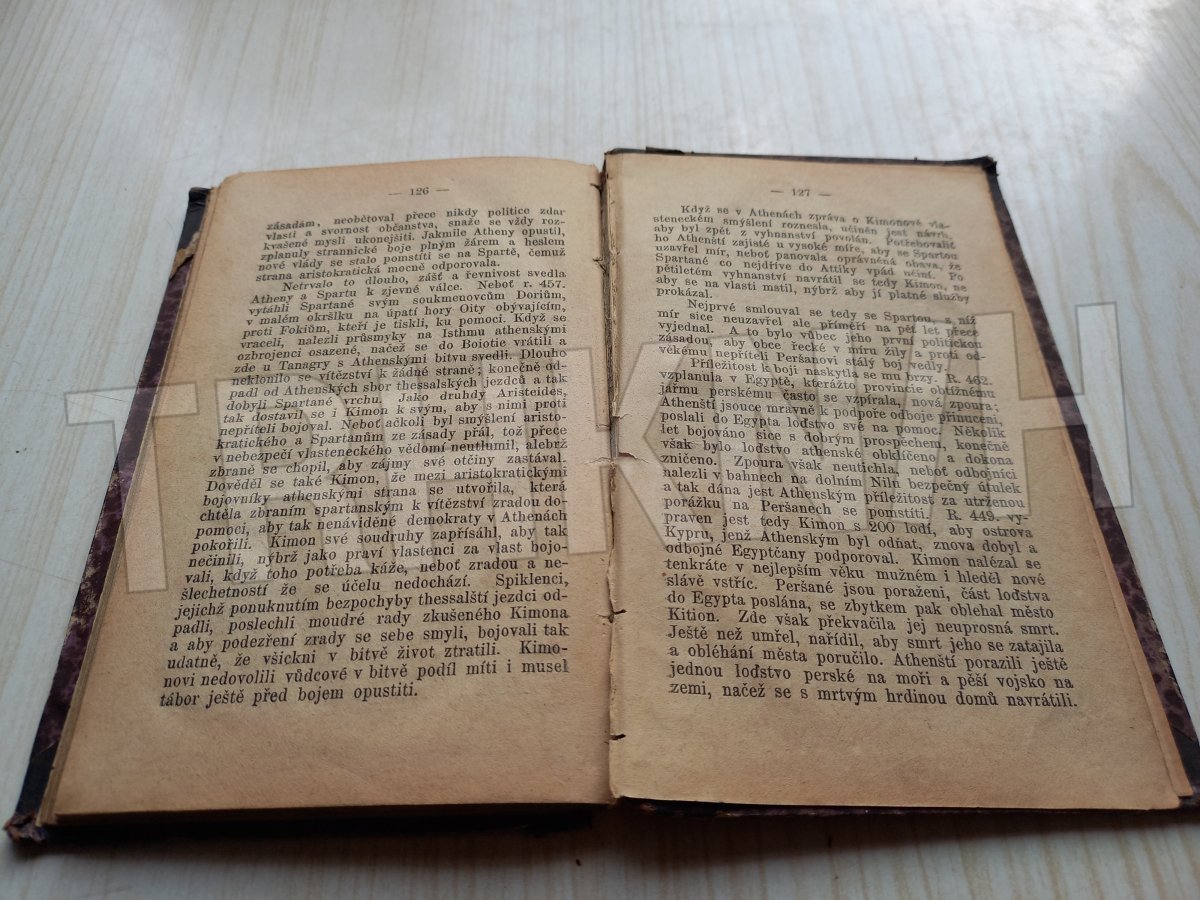 — 126 —
zásadám, neobětoval přece nikdy politice zdar
vlasti a svornost občanstva, snaže se vždy roz-
kvašené mysli ukonejšiti. Jakmile Atheny opustil,
vzplanuly strannické boje plným žárem a heslem
nové vlády se stalo pomstíti se na Spartě, čemuž
strana aristokratická mocně odporovala.
Netrvalo to dlouho, zášť a řevnivost svedla
Atheny a Spartu k zjevné válce. Neboť r. 457.
vytáhli Spartané svým soukmenovcům Doriům,
v malém okršlku na úpatí hory Oity obývajícím,
proti Fokiům, kteří je tiskli, ku pomoci. Když se
vraceli, nalezli průsmyky na Isthmu athenskými
ozbrojenci osazené, načež se do Boiotie vrátili a
zde u Tanagry s Athenskými bitvu svedli. Dlouho
neklonilo se vítězství k žádné straně; konečně od-
padl od Athenských sbor thessalských jezdců a tak
dobyli Spartané vrchu. Jako druhdy Aristeides,
tak dostavil se i Kimon k svým, aby s nimi proti
nepříteli bojoval. Neboť ačkoli byl smýšlení aristo-
kratického a Spartanům ze zásady přál, tož přece
v nebezpečí vlasteneckého vědomí neutlumil, alebrž
zbraně se chopil, aby zájmy své otčiny zastával.
Dověděl se také Kimon, že mezi aristokratickými
bojovníky athenskými strana se utvořila, která
chtěla zbraním spartanským k vítězství zradou do-
pomoci, aby tak nenáviděné demokraty v Athenách
pokořili. Kimon své soudruhy zapřísáhl, aby tak
nečinili, nýbrž jako praví vlastenci za vlast bojo-
vali, když toho potřeba káže, neboť zradou a ne-
šlechetností že se účelu nedochází. Spiklenci,
jejichž ponuknutím bezpochyby thessalští jezdci od-
padli, poslechli moudré rady zkušeného Kimona
a aby podezření zrady se sebe smyli, bojovali tak
udatně, že všickni v bitvě život ztratili. Kimo-
novi nedovolili vůdcové v bitvě podíl míti i musel
tábor ještě před bojem opustiti.
— 127 —
Když se v Athenách zpráva o Kimonově vla-
steneckém smýšlení roznesla, učiněn jest návrh,
aby byl zpět z vyhnanství povolán. Potřebovaliť
ho Athenští zajisté u vysoké míře, aby se Spartou
uzavřel mír, neboť panovala oprávněná obava, že
Spartané co nejdříve do Attiky vpád učiní. Po
pětiletém vyhnanství navrátil se tedy Kimon, ne
aby se na vlasti mstil, nýbrž aby jí platné služby
prokázal.
Nejprvé smlouval se tedy se Spartou, s níž
mír sice neuzavřel ale příměří na pět let přece
vyjednal. A to bylo vůbec jeho první politickou
zásadou, aby obce řecké v míru žily a proti od-
věkému nepříteli Peršanovi stálý boj vedly.
Příležitost k boji naskytla se mu brzy. R. 462.
vzplanula v Egyptě, kterážto provincie obtížnému
jařmu perskému často se vzpírala, nová zpoura;
Athenští jsouce mravně k podpoře odboje přinuceni,
poslali do Egypta loďstvo své na pomoc. Několik
let bojováno sice s dobrým prospěchem, konečně
však bylo loďstvo athenské obklíčeno a dokona
zničeno. Zpoura však neutichla, neboť odbojníci
nalezli v bahnech na dolním Nilu bezpečný útulek
a tak dána jest Athenským příležitost za utrženou
porážku na Peršanech se pomstíti. R. 449. vy-
praven jest tedy Kimon s 200 lodí, aby ostrova
Kypru, jenž Athenským byl odňat, znova dobyl a
odbojné Egyptčany podporoval. Kimon nalézal se
tenkráte v nejlepším věku mužném i hleděl nové
slávě vstříc. Peršané jsou poraženi, část loďstva
do Egypta poslána, se zbytkem pak oblehal město
Kition. Zde však překvačila jej neuprosná smrt.
Ještě než umřel, nařídil, aby smrt jeho se zatajila
a obléhání města poručilo. Athenští porazili ještě
jednou loďstvo perské na moři a pěší vojsko na
zemi, načež se s mrtvým hrdinou domů navrátili.